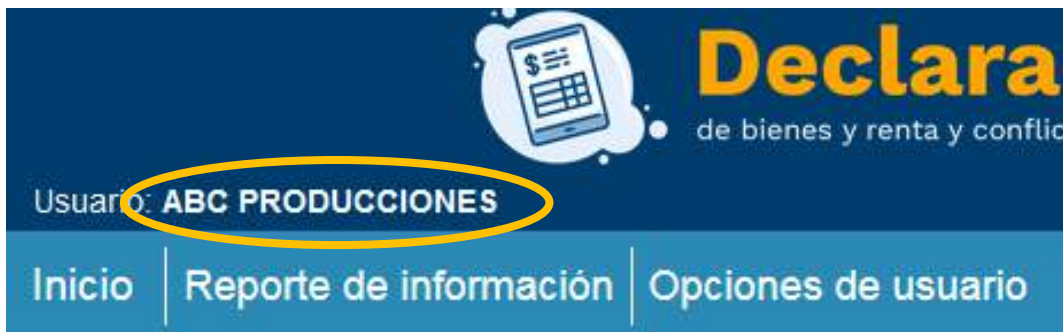 Declara
de bienes y renta y conflic
Usuario: ABC PRODUCCIONES
Inicio Reporte de información Opciones de usuario